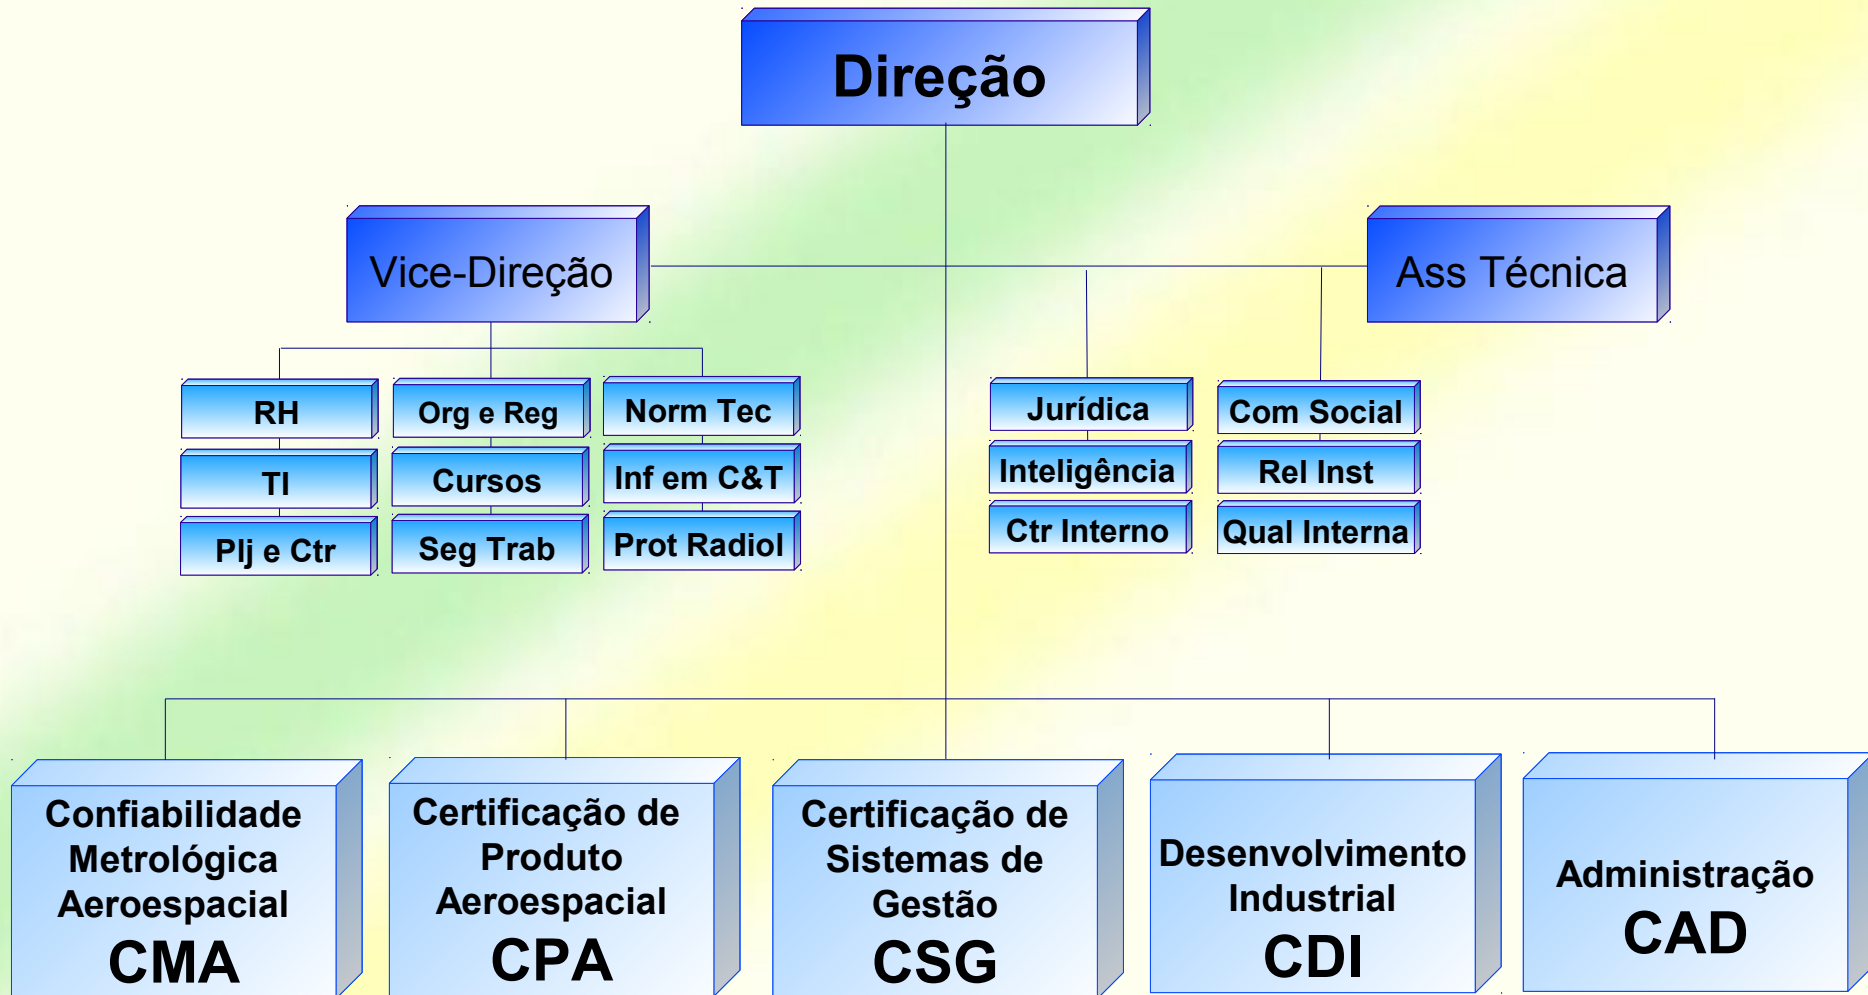 Direção
Vice-Direção
Ass Técnica
RH
Org e Reg
Norm Tec
TI
Cursos
Inf em C&T
Plj e Ctr
Seg Trab
Prot Radiol
Jurídica
Com Social
Inteligência
Rel Inst
Ctr Interno
Qual Interna
Confiabilidade
Metrológica
Aeroespacial
CMA
Certificação de
Produto
Aeroespacial
CPA
Certificação de
Sistemas de
Gestão
CSG
Desenvolvimento
Industrial
CDI
Administração
CAD